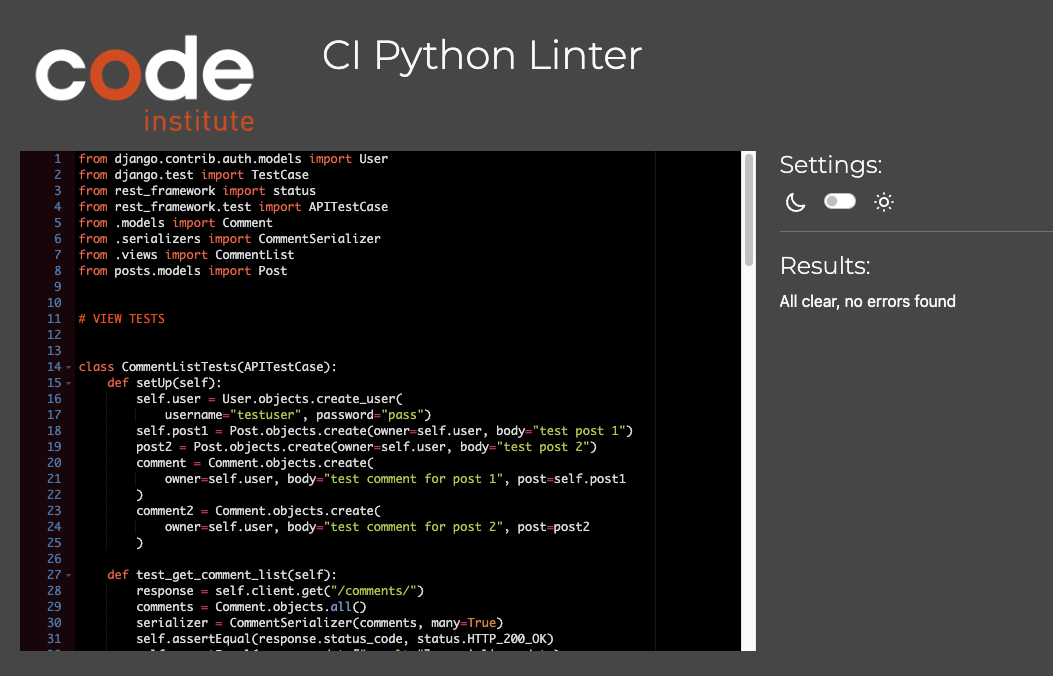 code
institute
CI Python Linter
1 from django.contrib.auth.models import User
2 from django.test import TestCase
3 from rest_framework import status
4 from rest_framework.test import APITestCase
5 from .models import Comment
6 from .serializers import CommentSerializer
7 from .views import CommentList
8 from posts.models import Post
9
10
11 # VIEW TESTS
12
13
14 class CommentListTests(APITestCase):
15     def setUp(self):
16         self.user = User.objects.create_user(
17             username="testuser", password="pass")
18         self.post1 = Post.objects.create(owner=self.user, body="test post 1")
19         post2 = Post.objects.create(owner=self.user, body="test post 2")
20         comment = Comment.objects.create(
21             owner=self.user, body="test comment for post 1", post=self.post1
22         )
23         comment2 = Comment.objects.create(
24             owner=self.user, body="test comment for post 2", post=post2
25         )
26
27     def test_get_comment_list(self):
28         response = self.client.get("/comments/")
29         comments = Comment.objects.all()
30         serializer = CommentSerializer(comments, many=True)
31         self.assertEqual(response.status_code, status.HTTP_200_OK)
Settings:
Results:
All clear, no errors found